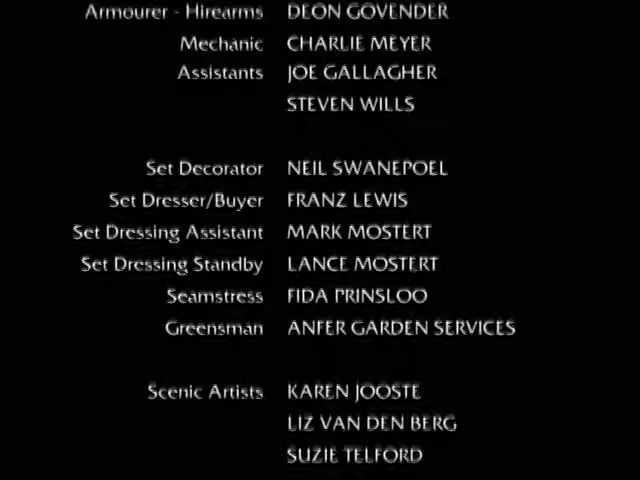 Armourer - Hirearms DEON GOVENDER
Mechanic CHARLIE MEYER
Assistants JOE GALLAGHER
STEVEN WILLS
Set Decorator NEIL SWANEPOEL
Set Dresser/Buyer FRANZ LEWIS
Set Dressing Assistant MARK MOSTERT
Set Dressing Standby LANCE MOSTERT
Seamstress FIDA PRINSLOO
Greensman ANFER GARDEN SERVICES
Scenic Artists KAREN JOOSTE
LIZ VAN DEN BERG
SUZIE TELFORD